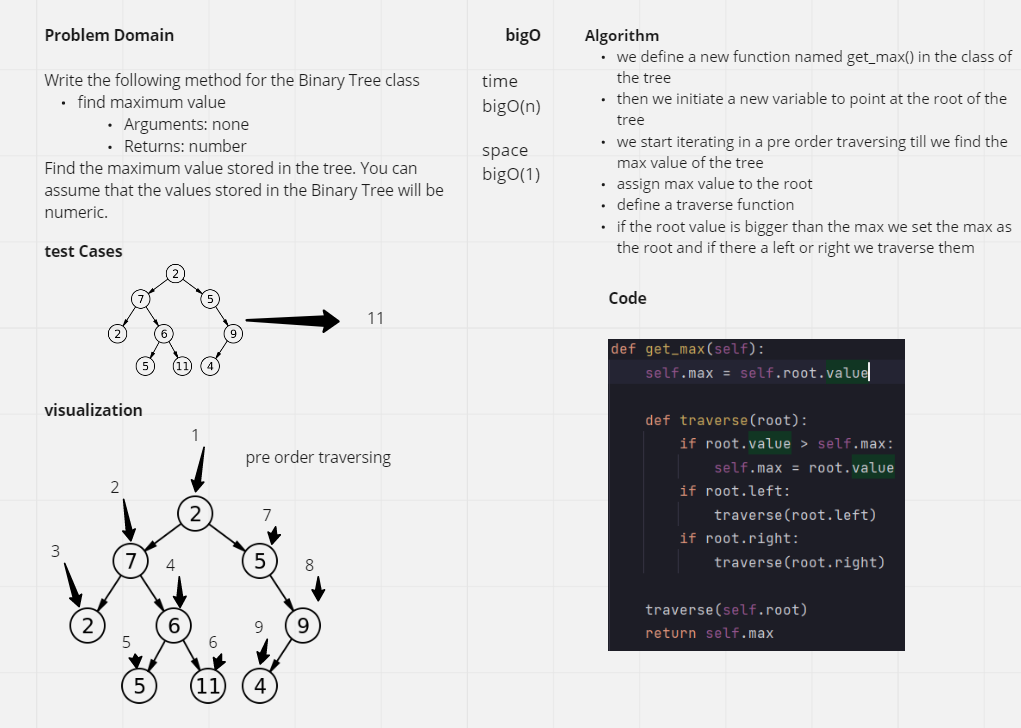 Problem Domain
Write the following method for the Binary Tree class
• find maximum value
• Arguments: none
• Returns: number
Find the maximum value stored in the tree. You can
assume that the values stored in the Binary Tree will be
numeric.
bigO
time
bigO(n)
space
bigO(1)
Algorithm
• we define a new function named get_max() in the class of
the tree
• then we initiate a new variable to point at the root of the
tree
• we start iterating in a pre order traversing till we find the
max value of the tree
• assign max value to the root
• define a traverse function
• if the root value is bigger than the max we set the max as
the root and if there a left or right we traverse them
test Cases
2
7 5
2 6 9
5 11 4
11
visualization
pre order traversing
1
2
2
7
7
5
3
4
8
2
6
9
5
6
9
5
11
4
Code
def get_max(self):
    self.max = self.root.value
    def traverse(root):
        if root.value > self.max:
            self.max = root.value
        if root.left:
            traverse(root.left)
        if root.right:
            traverse(root.right)
    traverse(self.root)
    return self.max